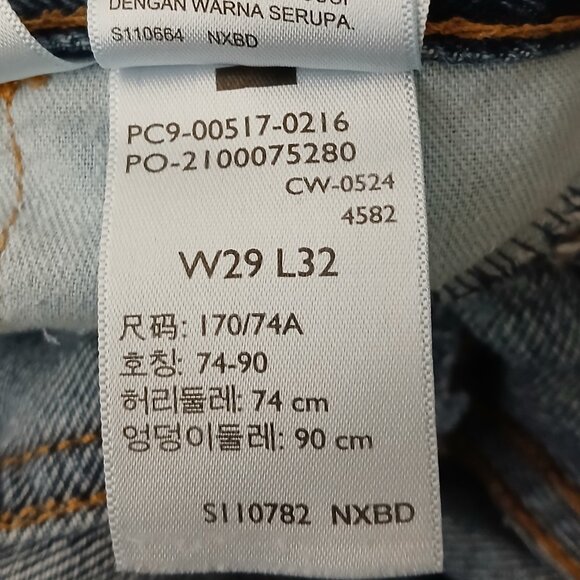 DENGAN WARNA SERUPA.
S110664 NXBD
PC9-00517-0216
PO-2100075280
CW-0524
4582
W29 L32
尺码: 170/74A
호칭: 74-90
허리둘레: 74 cm
엉덩이둘레: 90 cm
S110782 NXBD